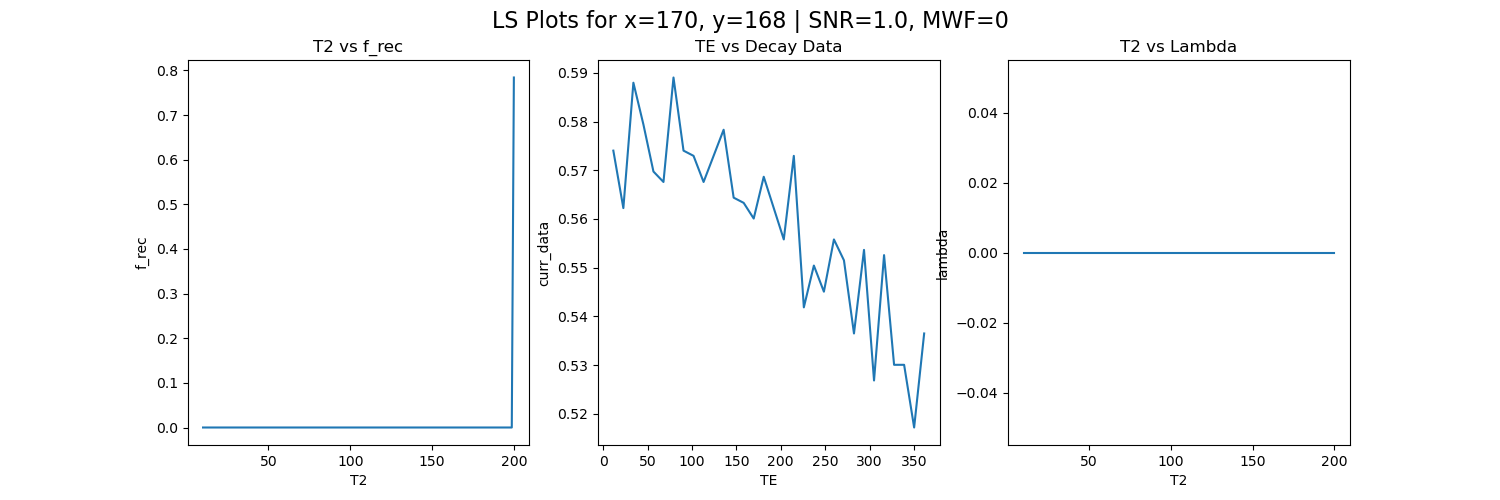 LS Plots for x=170, y=168 | SNR=1.0, MWF=0
T2 vs f_rec
0.8
0.7
0.6
0.5
0.4
0.3
0.2
0.1
0.0
f_rec
50 100 150 200
T2
TE vs Decay Data
0.59
0.58
0.57
0.56
0.55
0.54
0.53
0.52
curr_data
0 50 100 150 200 250 300 350
TE
T2 vs Lambda
0.04
0.02
0.00
−0.02
−0.04
lambda
50 100 150 200
T2